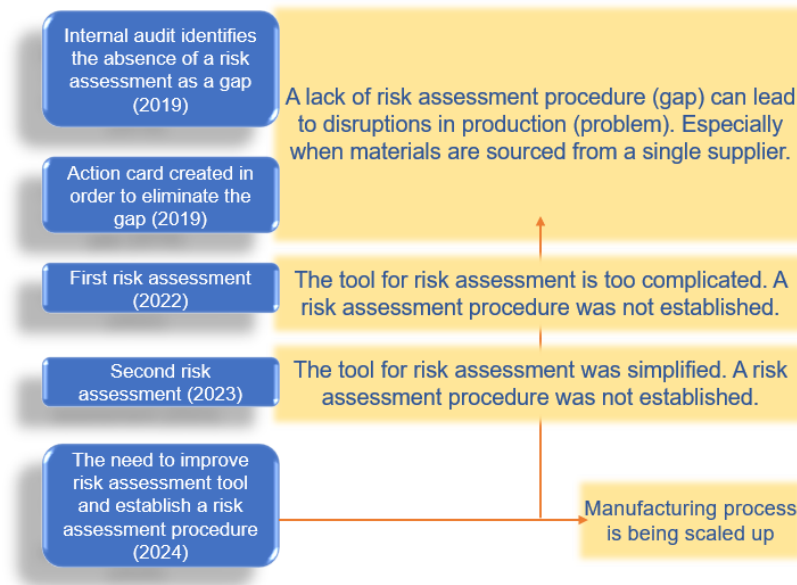 Internal audit identifies
the absence of a risk
assessment as a gap
(2019)
A lack of risk assessment procedure (gap) can lead
to disruptions in production (problem). Especially
when materials are sourced from a single supplier.
Action card created in
order to eliminate the
gap (2019)
First risk assessment
(2022)
The tool for risk assessment is too complicated. A
risk assessment procedure was not established.
Second risk
assessment (2023)
The tool for risk assessment was simplified. A risk
assessment procedure was not established.
The need to improve
risk assessment tool
and establish a risk
assessment procedure
(2024)
Manufacturing process
is being scaled up